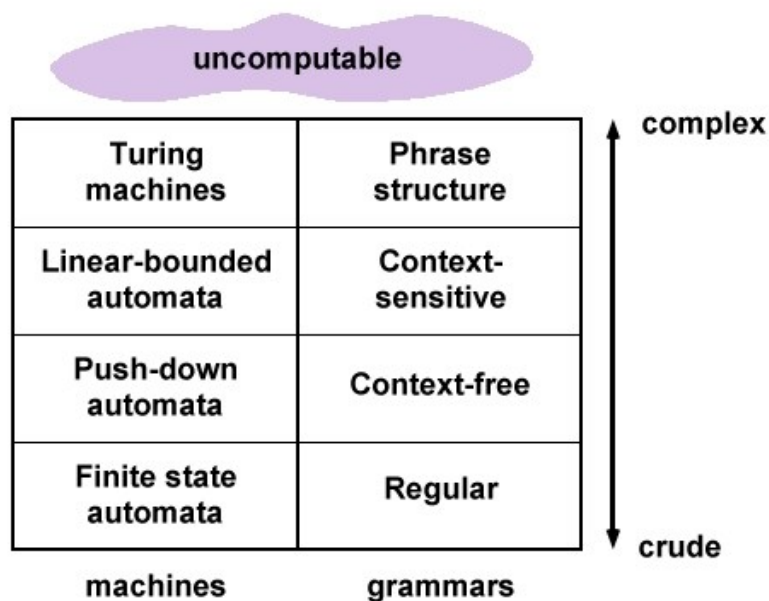 uncomputable
complex
Turing
machines
Phrase
structure
Linear-bounded
automata
Context-
sensitive
Push-down
automata
Context-free
Finite state
automata
Regular
crude
machines
grammars